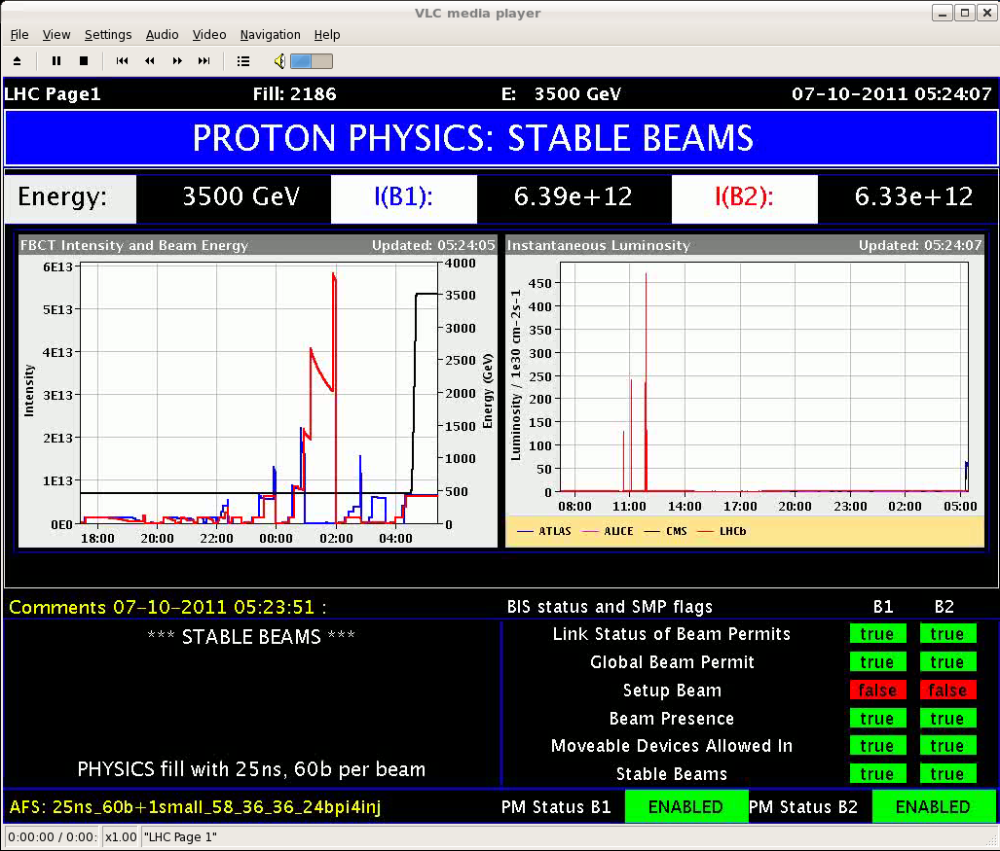 VLC media player
File View Settings Audio Video Navigation Help
LHC Page1 Fill: 2186 E: 3500 GeV 07-10-2011 05:24:07
PROTON PHYSICS: STABLE BEAMS
Energy: 3500 GeV I(B1): 6.39e+12 I(B2): 6.33e+12
FBCT Intensity and Beam Energy Updated: 05:24:05
6E13
5E13
4E13
3E13
2E13
1E13
0E0
Intensity
4000
3500
3000
2500
2000
1500
1000
500
0
Energy (GeV)
18:00 20:00 22:00 00:00 02:00 04:00
Instantaneous Luminosity Updated: 05:24:07
Luminosity / 1e30 cm-2s-1
450
400
350
300
250
200
150
100
50
0
08:00 11:00 14:00 17:00 20:00 23:00 02:00 05:00
ATLAS ALICE CMS LHCb
Comments 07-10-2011 05:23:51 :
*** STABLE BEAMS ***
PHYSICS fill with 25ns, 60b per beam
BIS status and SMP flags B1 B2
Link Status of Beam Permits true true
Global Beam Permit true true
Setup Beam false false
Beam Presence true true
Moveable Devices Allowed In true true
Stable Beams true true
AFS: 25ns_60b+1small_58_36_36_24bpi4inj PM Status B1 ENABLED PM Status B2 ENABLED
0:00:00 / 0:00: x1.00 "LHC Page 1"